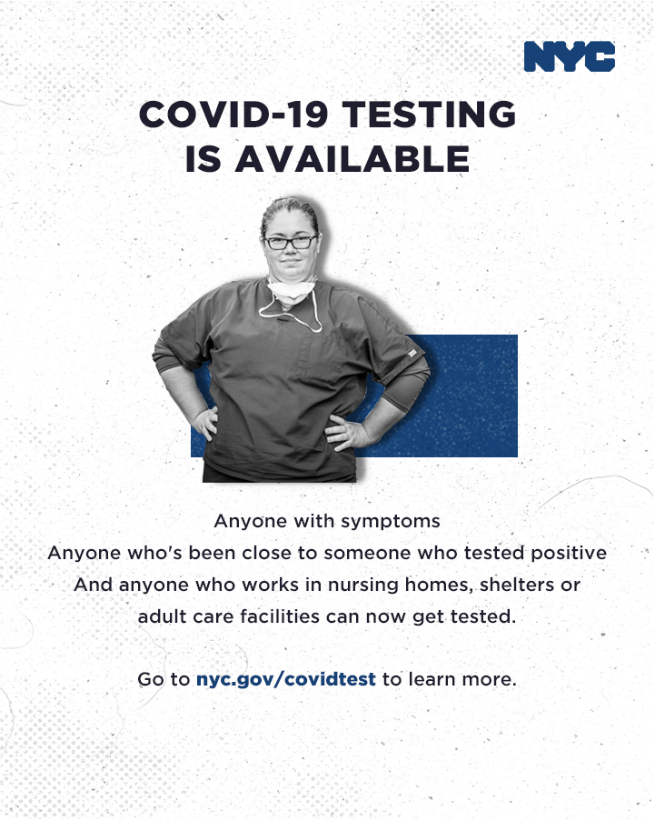 NYC
COVID-19 TESTING
IS AVAILABLE
Anyone with symptoms
Anyone who's been close to someone who tested positive
And anyone who works in nursing homes, shelters or
adult care facilities can now get tested.
Go to nyc.gov/covidtest to learn more.